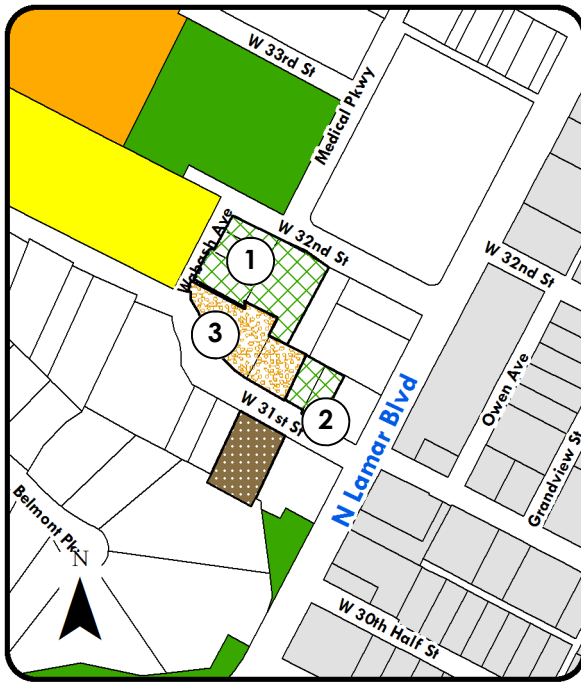 W 33rd St
Medical Pkwy
Wabash Ave
W 32nd St
1
W 32nd St
3
2
W 31st St
N Lamar Blvd
Owen Ave
Grandview St
Belmont Pk
N
W 30th Half St